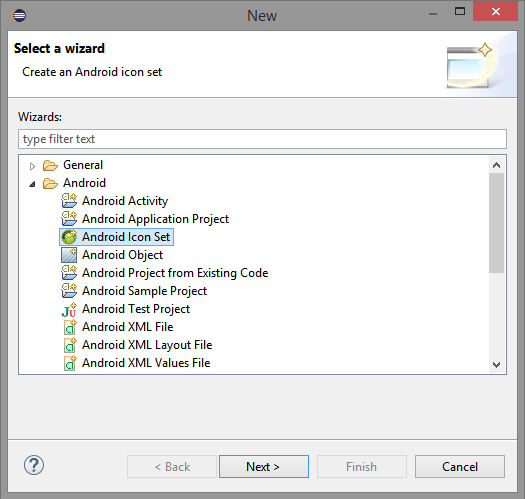 New
Select a wizard
Create an Android icon set
Wizards:
type filter text
General
Android
Android Activity
Android Application Project
Android Icon Set
Android Object
Android Project from Existing Code
Android Sample Project
Android Test Project
Android XML File
Android XML Layout File
Android XML Values File
< Back
Next >
Finish
Cancel